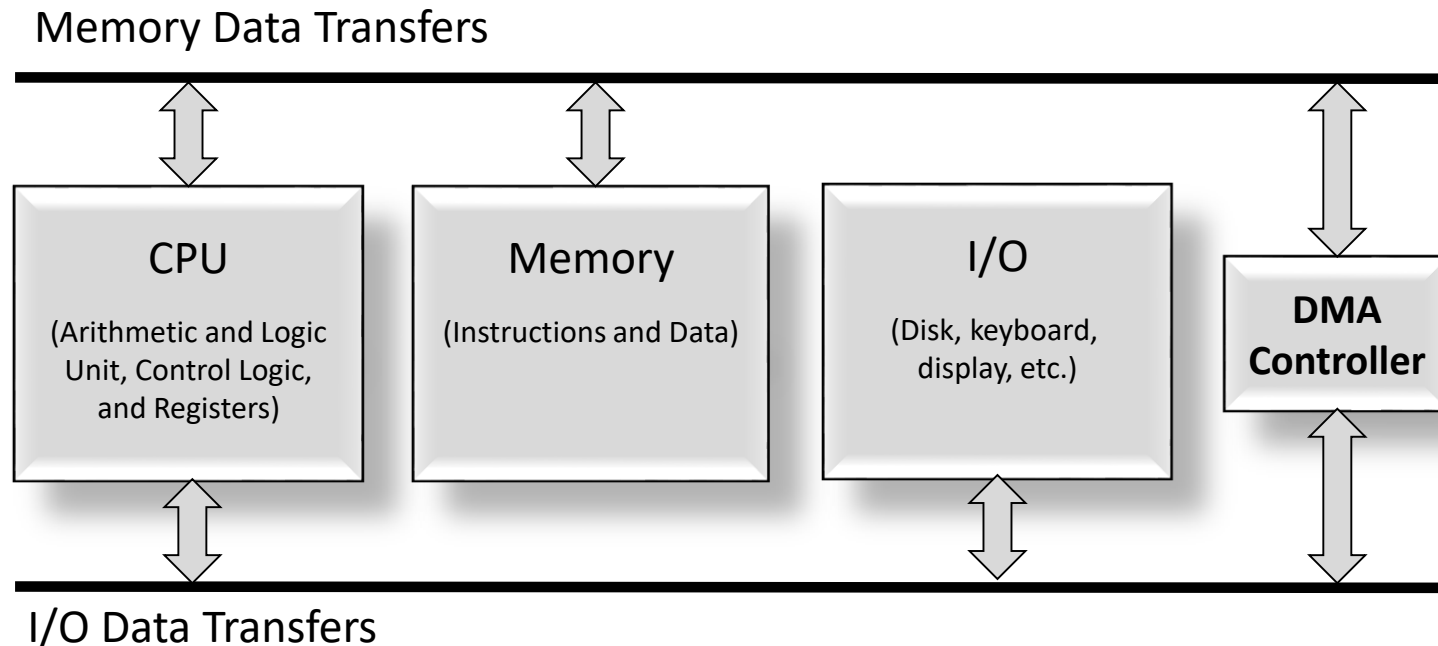 Memory Data Transfers
CPU
(Arithmetic and Logic
Unit, Control Logic,
and Registers)
Memory
(Instructions and Data)
I/O
(Disk, keyboard,
display, etc.)
DMA
Controller
I/O Data Transfers